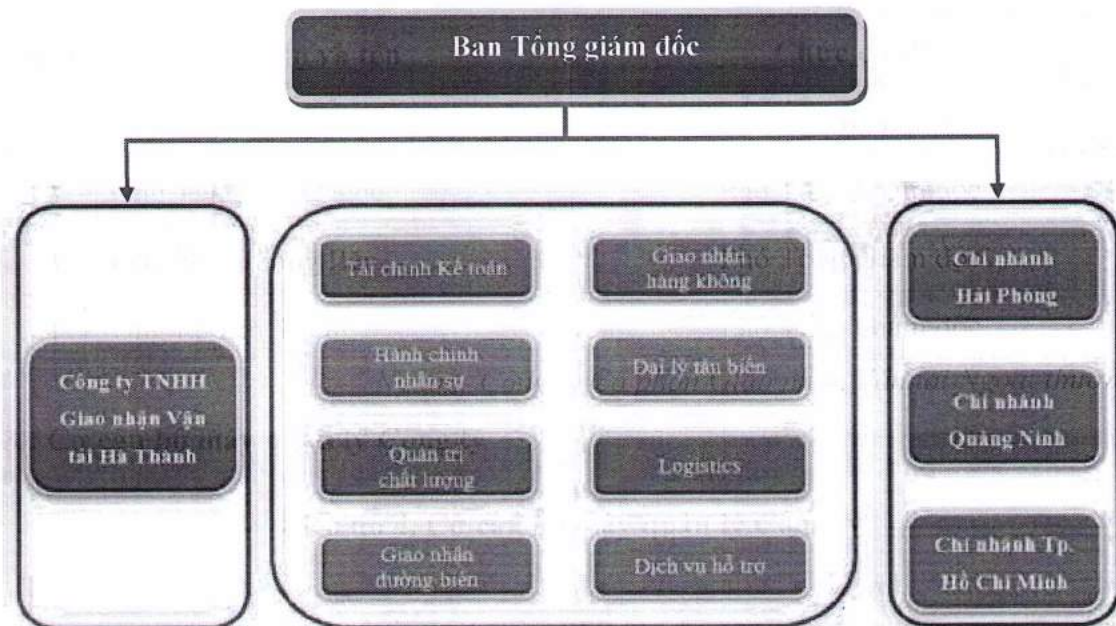 Ban Tổng giám đốc
Công ty TNHH
Giao nhận Vận
tải Hà Thành
Tài chính Kế toán
Giao nhận
hàng không
Hành chính
nhân sự
Đại lý tàu biển
Quản trị
chất lượng
Logistics
Giao nhận
đường biển
Dịch vụ hỗ trợ
Chi nhánh
Hải Phòng
Chi nhánh
Quảng Ninh
Chi nhánh Tp.
Hồ Chí Minh